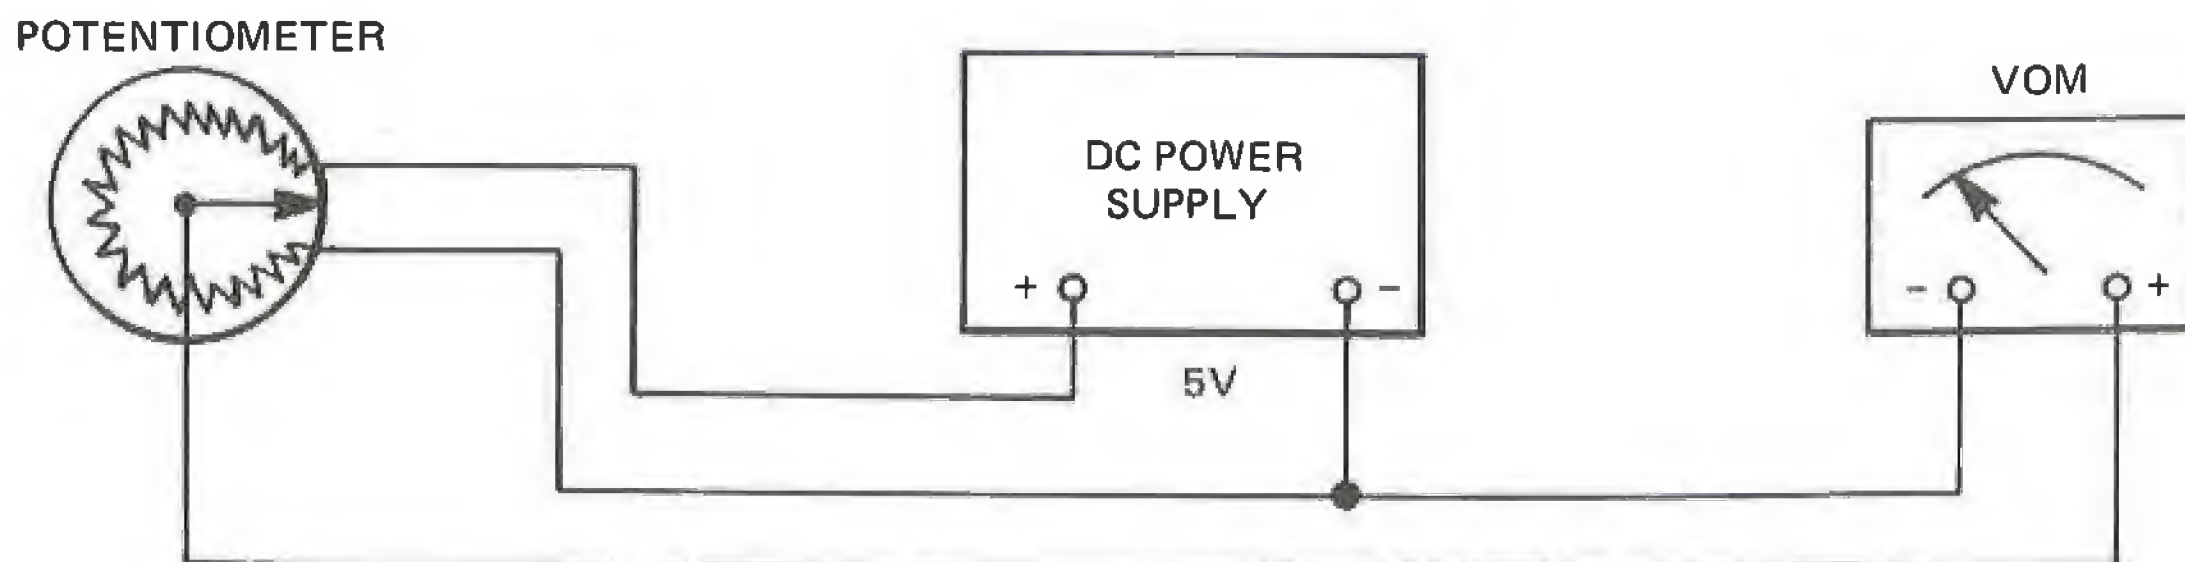 POTENTIOMETER
DC POWER
SUPPLY
+
-
5V
VOM
-
+